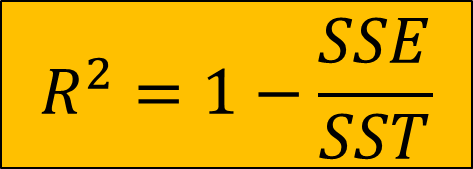 R² = 1 − SSE/SST